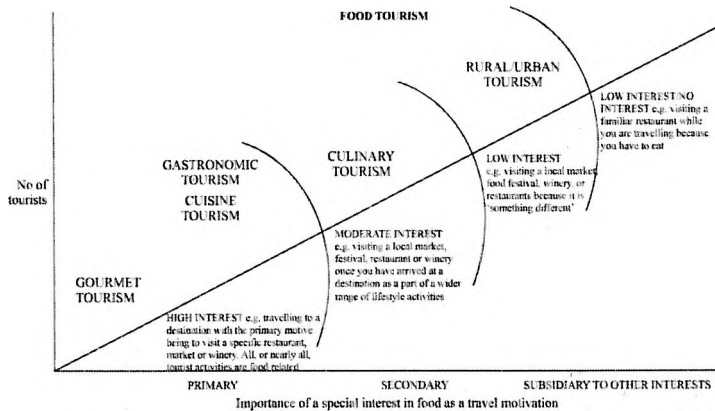 FOOD TOURISM
RURAL/URBAN
TOURISM
LOW INTEREST/NO
INTEREST e.g. visiting a
familiar restaurant while
you are travelling because
you have to eat
CULINARY
TOURISM
LOW INTEREST
e.g. visiting a local market,
food festival, winery, or
restaurants because it is
'something different'
GASTRONOMIC
TOURISM
CUISINE
TOURISM
No of
tourists
MODERATE INTEREST
e.g. visiting a local market,
festival, restaurant or winery
once you have arrived at a
destination as a part of a wider
range of lifestyle activities
GOURMET
TOURISM
HIGH INTEREST e.g. travelling to a
destination with the primary motive
being to visit a specific restaurant,
market or winery. All, or nearly all,
tourist activities are food related
PRIMARY
SECONDARY
SUBSIDIARY TO OTHER INTERESTS
Importance of a special interest in food as a travel motivation